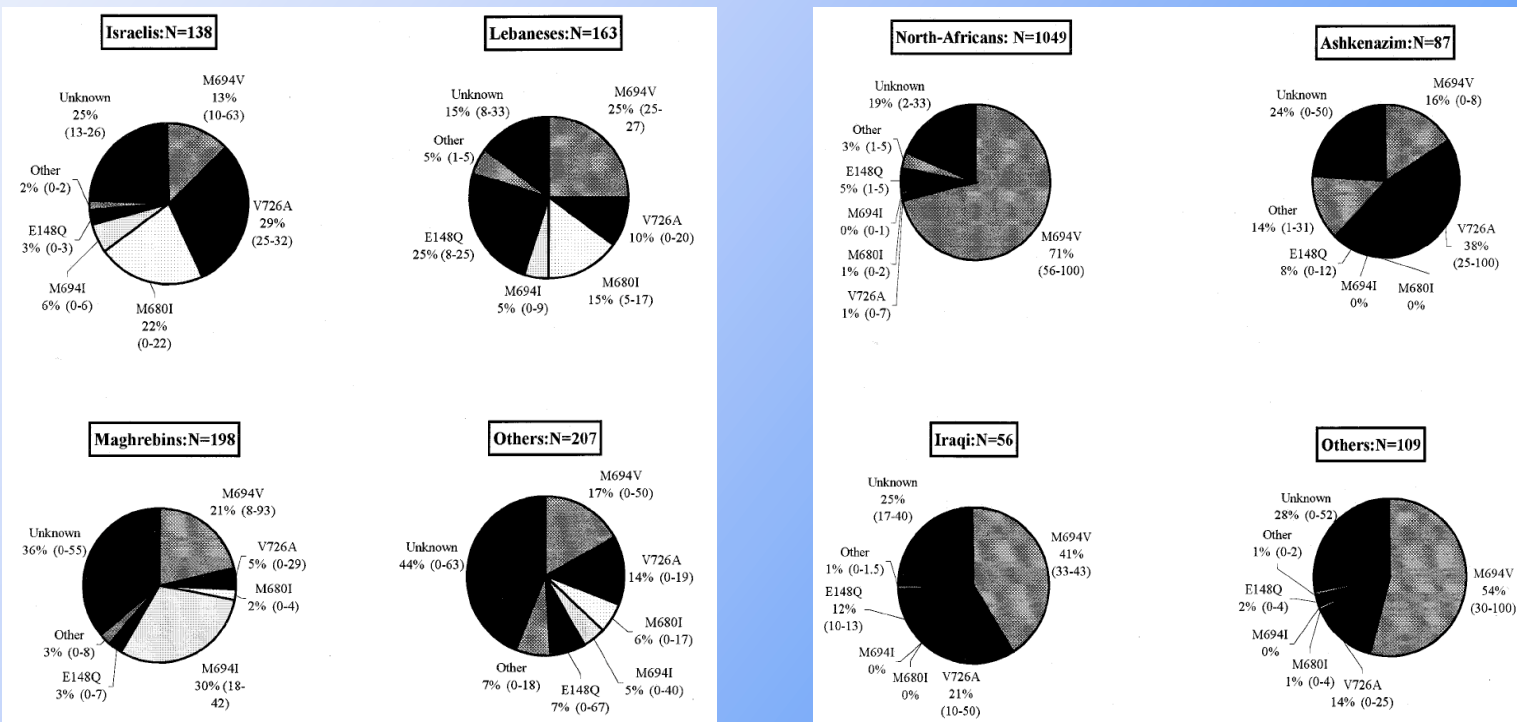 Israelis:N=138
M694V
13%
(10-63)
V726A
29%
(25-32)
M680I
22%
(0-22)
M694I
6% (0-6)
E148Q
3% (0-3)
Other
2% (0-2)
Unknown
25%
(13-26)
Lebaneses:N=163
M694V
25% (25-
27)
V726A
10% (0-20)
M680I
15% (5-17)
M694I
5% (0-9)
E148Q
25% (8-25)
Other
5% (1-5)
Unknown
15% (8-33)
Maghrebins:N=198
M694V
21% (8-93)
V726A
5% (0-29)
M680I
2% (0-4)
M694I
30% (18-
42)
E148Q
3% (0-7)
Other
3% (0-8)
Unknown
36% (0-55)
Others:N=207
M694V
17% (0-50)
V726A
14% (0-19)
M680I
6% (0-17)
M694I
5% (0-40)
E148Q
7% (0-67)
Other
7% (0-18)
Unknown
44% (0-63)
North-Africans: N=1049
Unknown
19% (2-33)
Other
3% (1-5)
E148Q
5% (1-5)
M694I
0% (0-1)
M680I
1% (0-2)
V726A
1% (0-7)
M694V
71%
(56-100)
Ashkenazim:N=87
M694V
16% (0-8)
V726A
38%
(25-100)
M680I
0%
M694I
0%
E148Q
8% (0-12)
Other
14% (1-31)
Unknown
24% (0-50)
Iraqi:N=56
Unknown
25%
(17-40)
Other
1% (0-1.5)
E148Q
12%
(10-13)
M694I
0%
M680I
0%
V726A
21%
(10-50)
M694V
41%
(33-43)
Others:N=109
Unknown
28% (0-52)
Other
1% (0-2)
E148Q
2% (0-4)
M694I
0%
M680I
1% (0-4)
V726A
14% (0-25)
M694V
54%
(30-100)